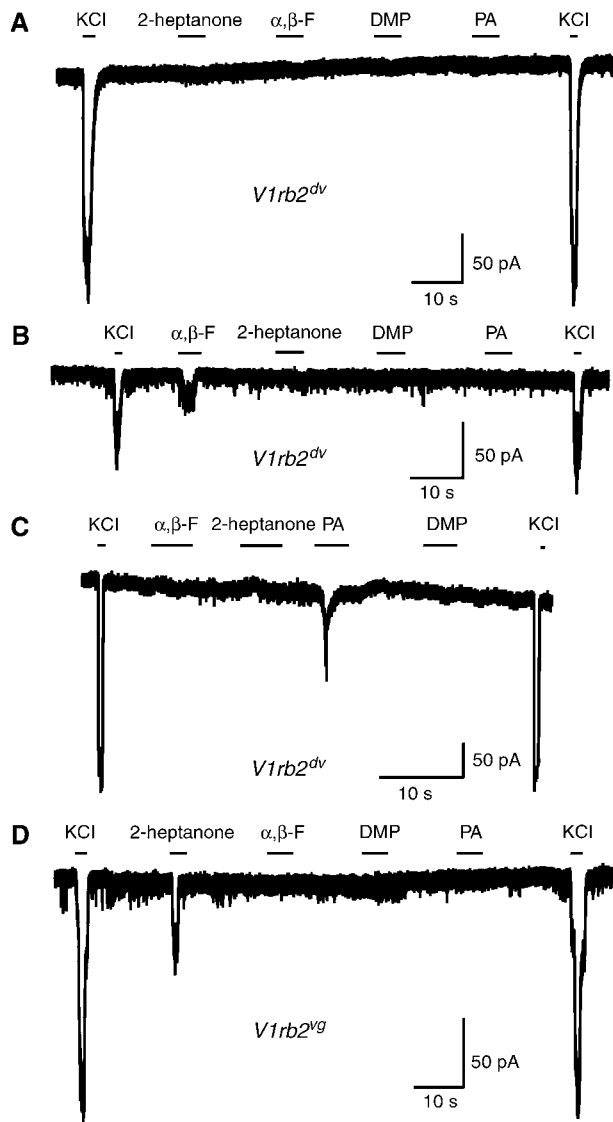 A
KCl 2-heptanone α,β-F DMP PA KCl
V1rb2dv
50 pA
10 s
B
KCl α,β-F 2-heptanone DMP PA KCl
V1rb2dv
50 pA
10 s
C
KCl α,β-F 2-heptanone PA DMP KCl
V1rb2dv
50 pA
10 s
D
KCl 2-heptanone α,β-F DMP PA KCl
V1rb2vg
50 pA
10 s